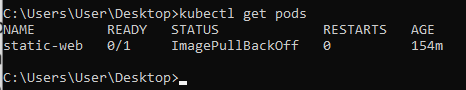 C:\Users\User\Desktop>kubectl get pods
NAME READY STATUS RESTARTS AGE
static-web 0/1 ImagePullBackOff 0 154m
C:\Users\User\Desktop>